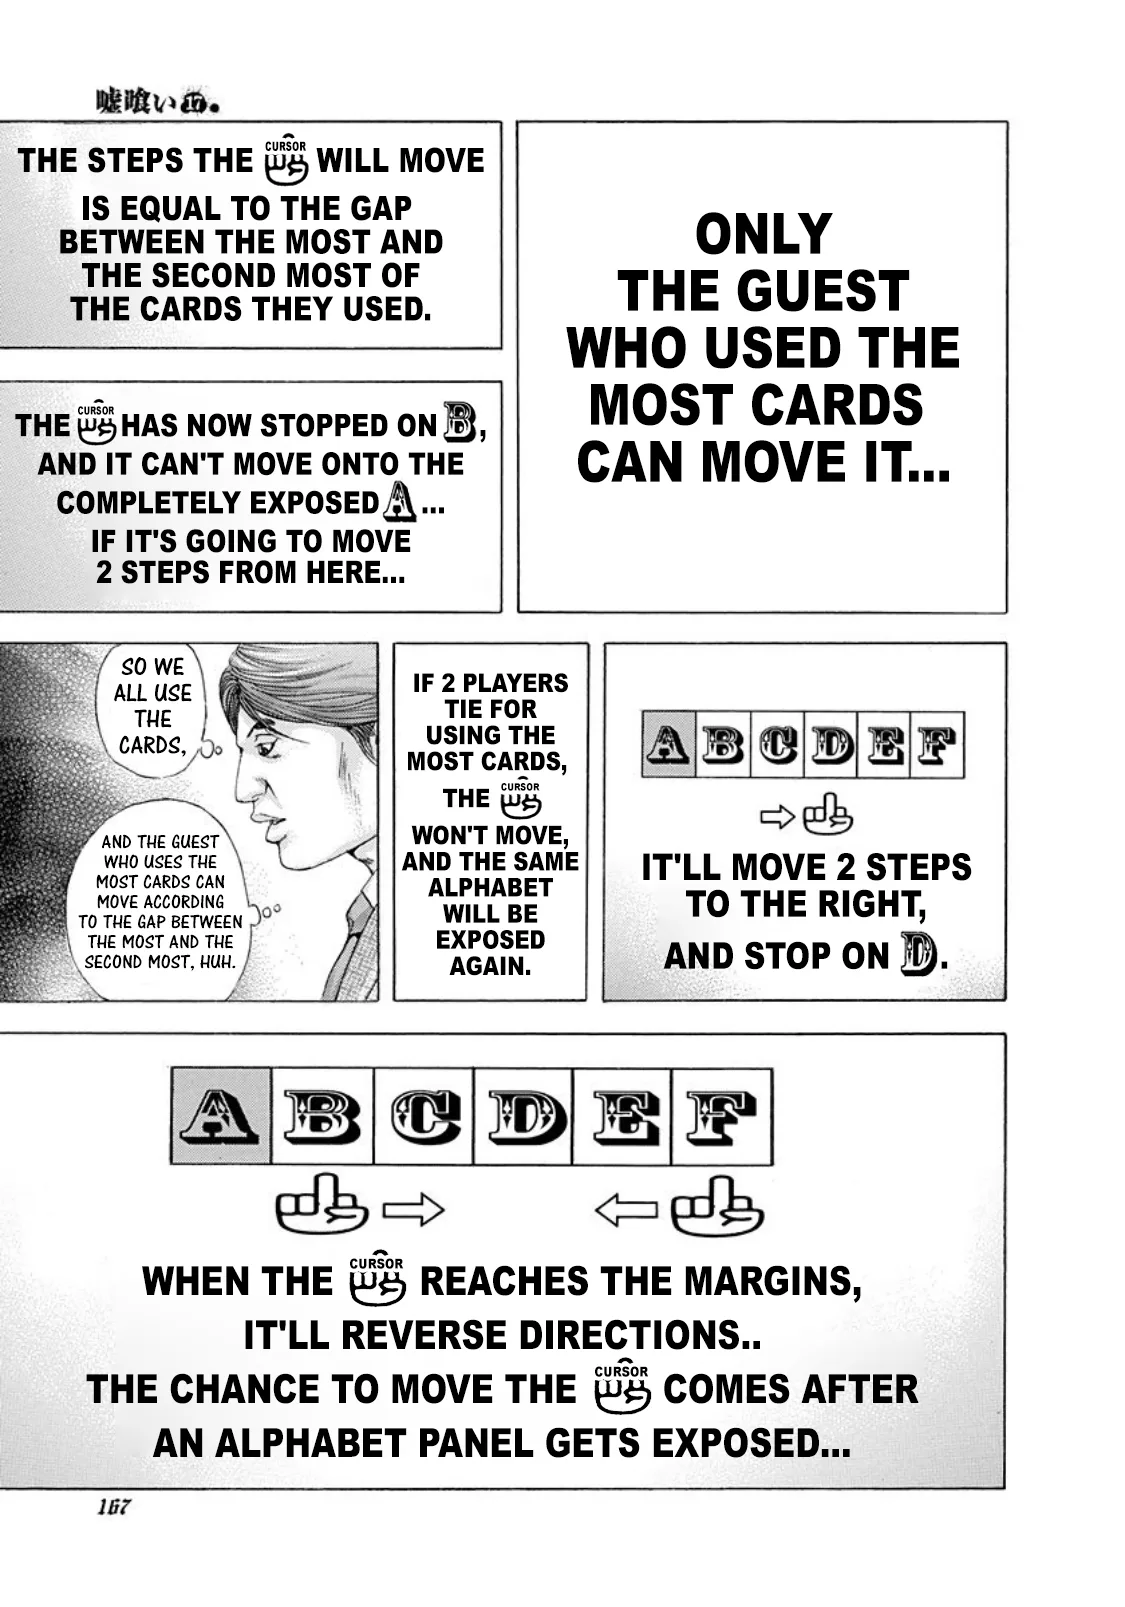 嘘喰い 17.
ONLY
THE GUEST
WHO USED THE
MOST CARDS
CAN MOVE IT...
THE STEPS THE CURSOR WILL MOVE
IS EQUAL TO THE GAP
BETWEEN THE MOST AND
THE SECOND MOST OF
THE CARDS THEY USED.
THE CURSOR HAS NOW STOPPED ON B,
AND IT CAN'T MOVE ONTO THE
COMPLETELY EXPOSED A...
IF IT'S GOING TO MOVE
2 STEPS FROM HERE...
A B C D E F
IT'LL MOVE 2 STEPS
TO THE RIGHT,
AND STOP ON D.
IF 2 PLAYERS
TIE FOR
USING THE
MOST CARDS,
THE CURSOR
WON'T MOVE,
AND THE SAME
ALPHABET
WILL BE
EXPOSED
AGAIN.
SO WE
ALL USE
THE
CARDS,
AND THE GUEST
WHO USES THE
MOST CARDS CAN
MOVE ACCORDING
TO THE GAP BETWEEN
THE MOST AND THE
SECOND MOST, HUH.
A B C D E F
WHEN THE CURSOR REACHES THE MARGINS,
IT'LL REVERSE DIRECTIONS..
THE CHANCE TO MOVE THE CURSOR COMES AFTER
AN ALPHABET PANEL GETS EXPOSED...
167